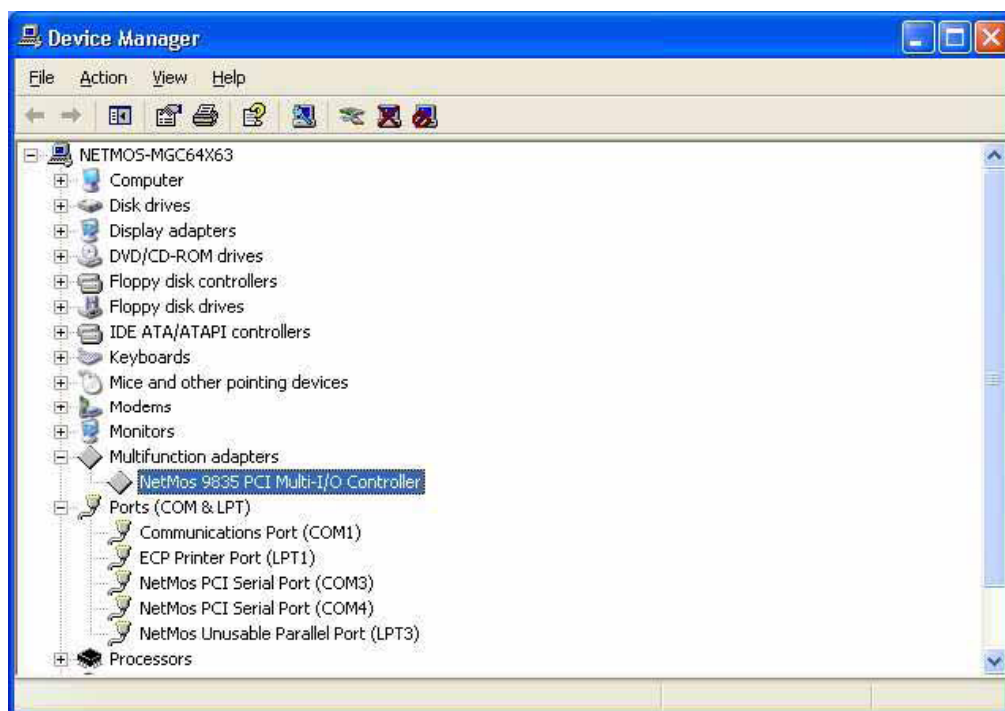 Device Manager
File Action View Help
NETMOS-MGC64X63
Computer
Disk drives
Display adapters
DVD/CD-ROM drives
Floppy disk controllers
Floppy disk drives
IDE ATA/ATAPI controllers
Keyboards
Mice and other pointing devices
Modems
Monitors
Multifunction adapters
NetMos 9835 PCI Multi-I/O Controller
Ports (COM & LPT)
Communications Port (COM1)
ECP Printer Port (LPT1)
NetMos PCI Serial Port (COM3)
NetMos PCI Serial Port (COM4)
NetMos Unusable Parallel Port (LPT3)
Processors